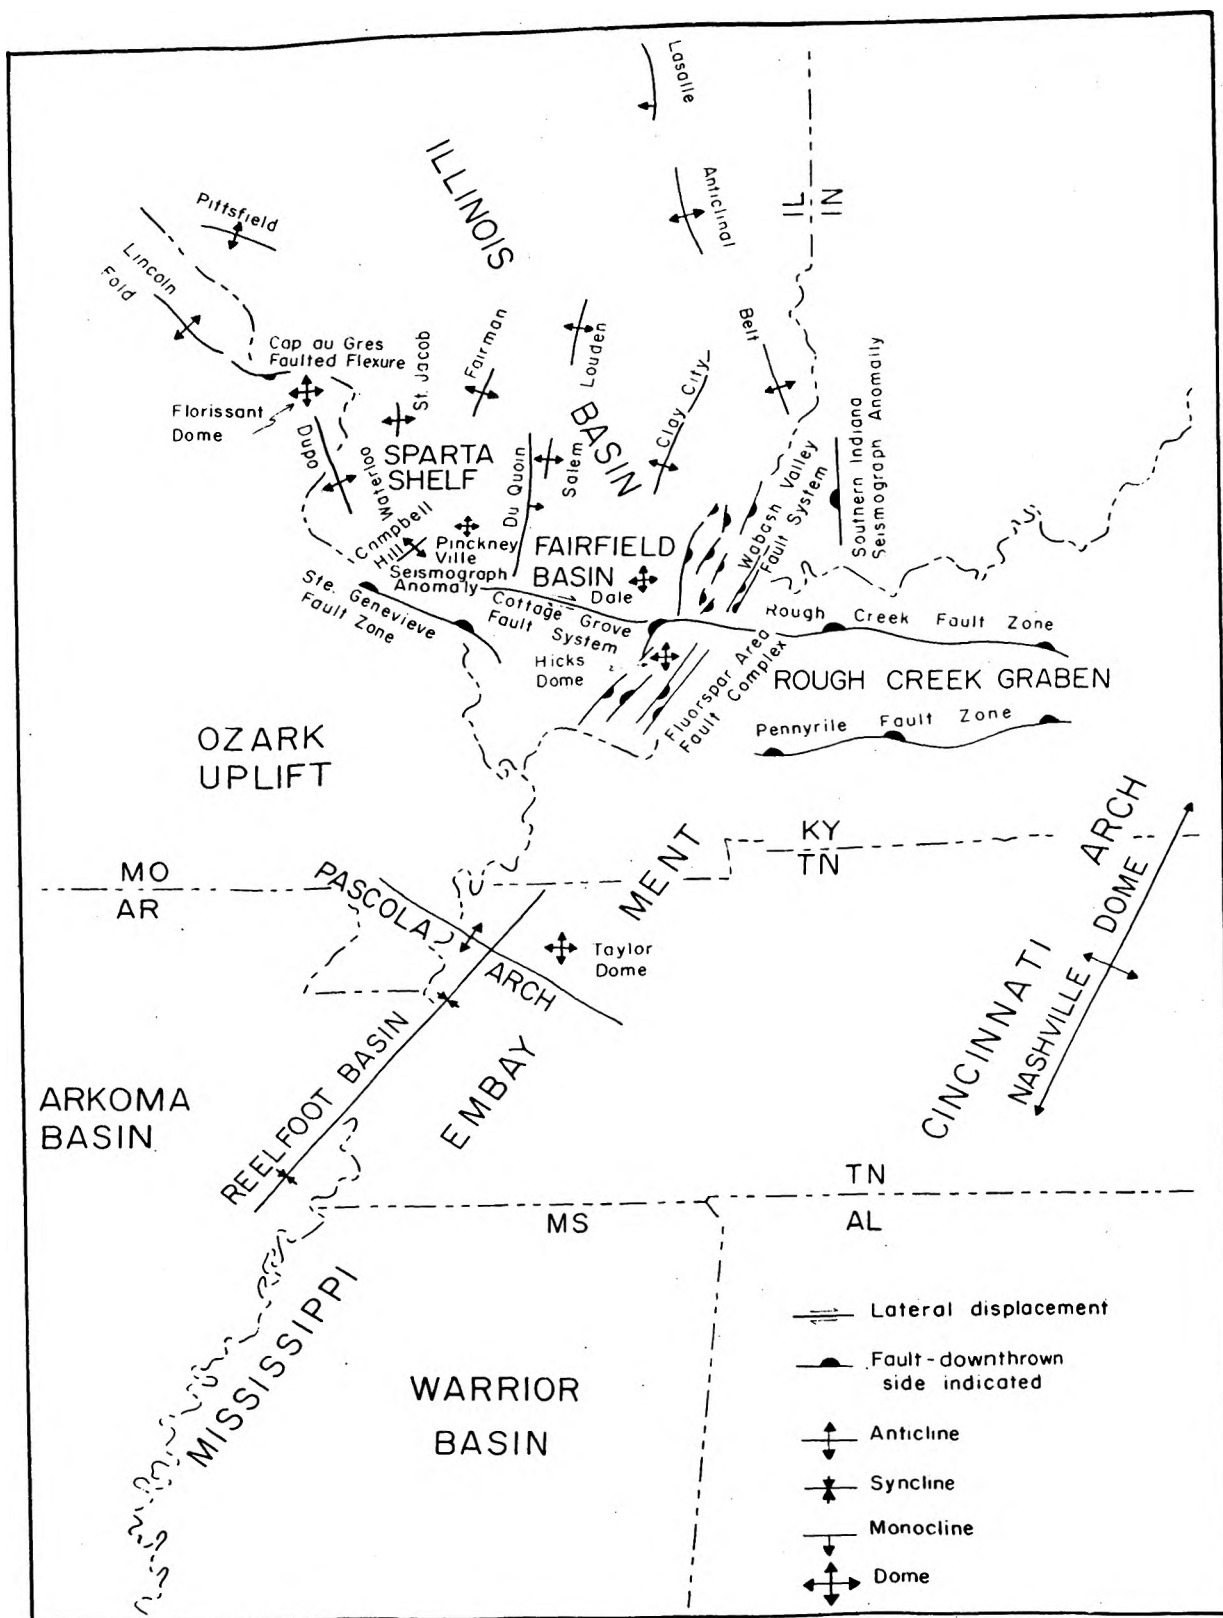 Lasalle
ILLINOIS
Anticlinal
IL
IN
Pittsfield
Lincoln
Fold
Cap au Gres
Faulted Flexure
St. Jacob
Fairman
Louden
Belt
Florissant
Dome
Dupo
Waterloo
SPARTA
SHELF
BASIN
Clay City
Southern Indiana
Seismograph Anomaly
Du Quoin
Salem
Wabash Valley
Fault System
Campbell
Hill
Pinckney
Ville
Seismograph
Anomaly
FAIRFIELD
BASIN
Dale
Ste. Genevieve
Fault Zone
Cottage Grove
Fault System
Rough Creek Fault Zone
Hicks
Dome
Fluorspar Area
Fault Complex
ROUGH CREEK GRABEN
Pennyrile Fault Zone
OZARK
UPLIFT
MO
AR
KY
TN
PASCOLA
ARCH
Taylor
Dome
CINCINNATI ARCH
NASHVILLE DOME
REELFOOT BASIN
ARKOMA
BASIN
MISSISSIPPI
EMBAY
MENT
TN
MS
AL
WARRIOR
BASIN
Lateral displacement
Fault-downthrown
side indicated
Anticline
Syncline
Monocline
Dome